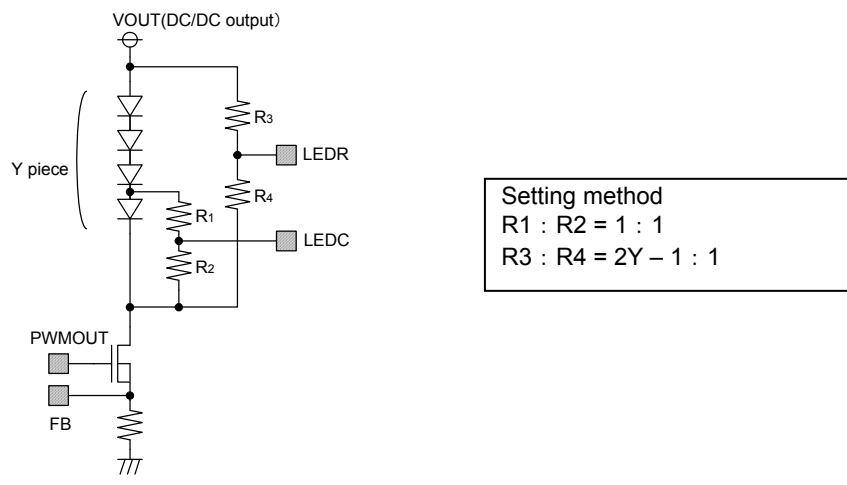 VOUT(DC/DC output）
R3
LEDR
Y piece
R4
R1
LEDC
R2
PWMOUT
FB
Setting method
R1 : R2 = 1 : 1
R3 : R4 = 2Y – 1 : 1